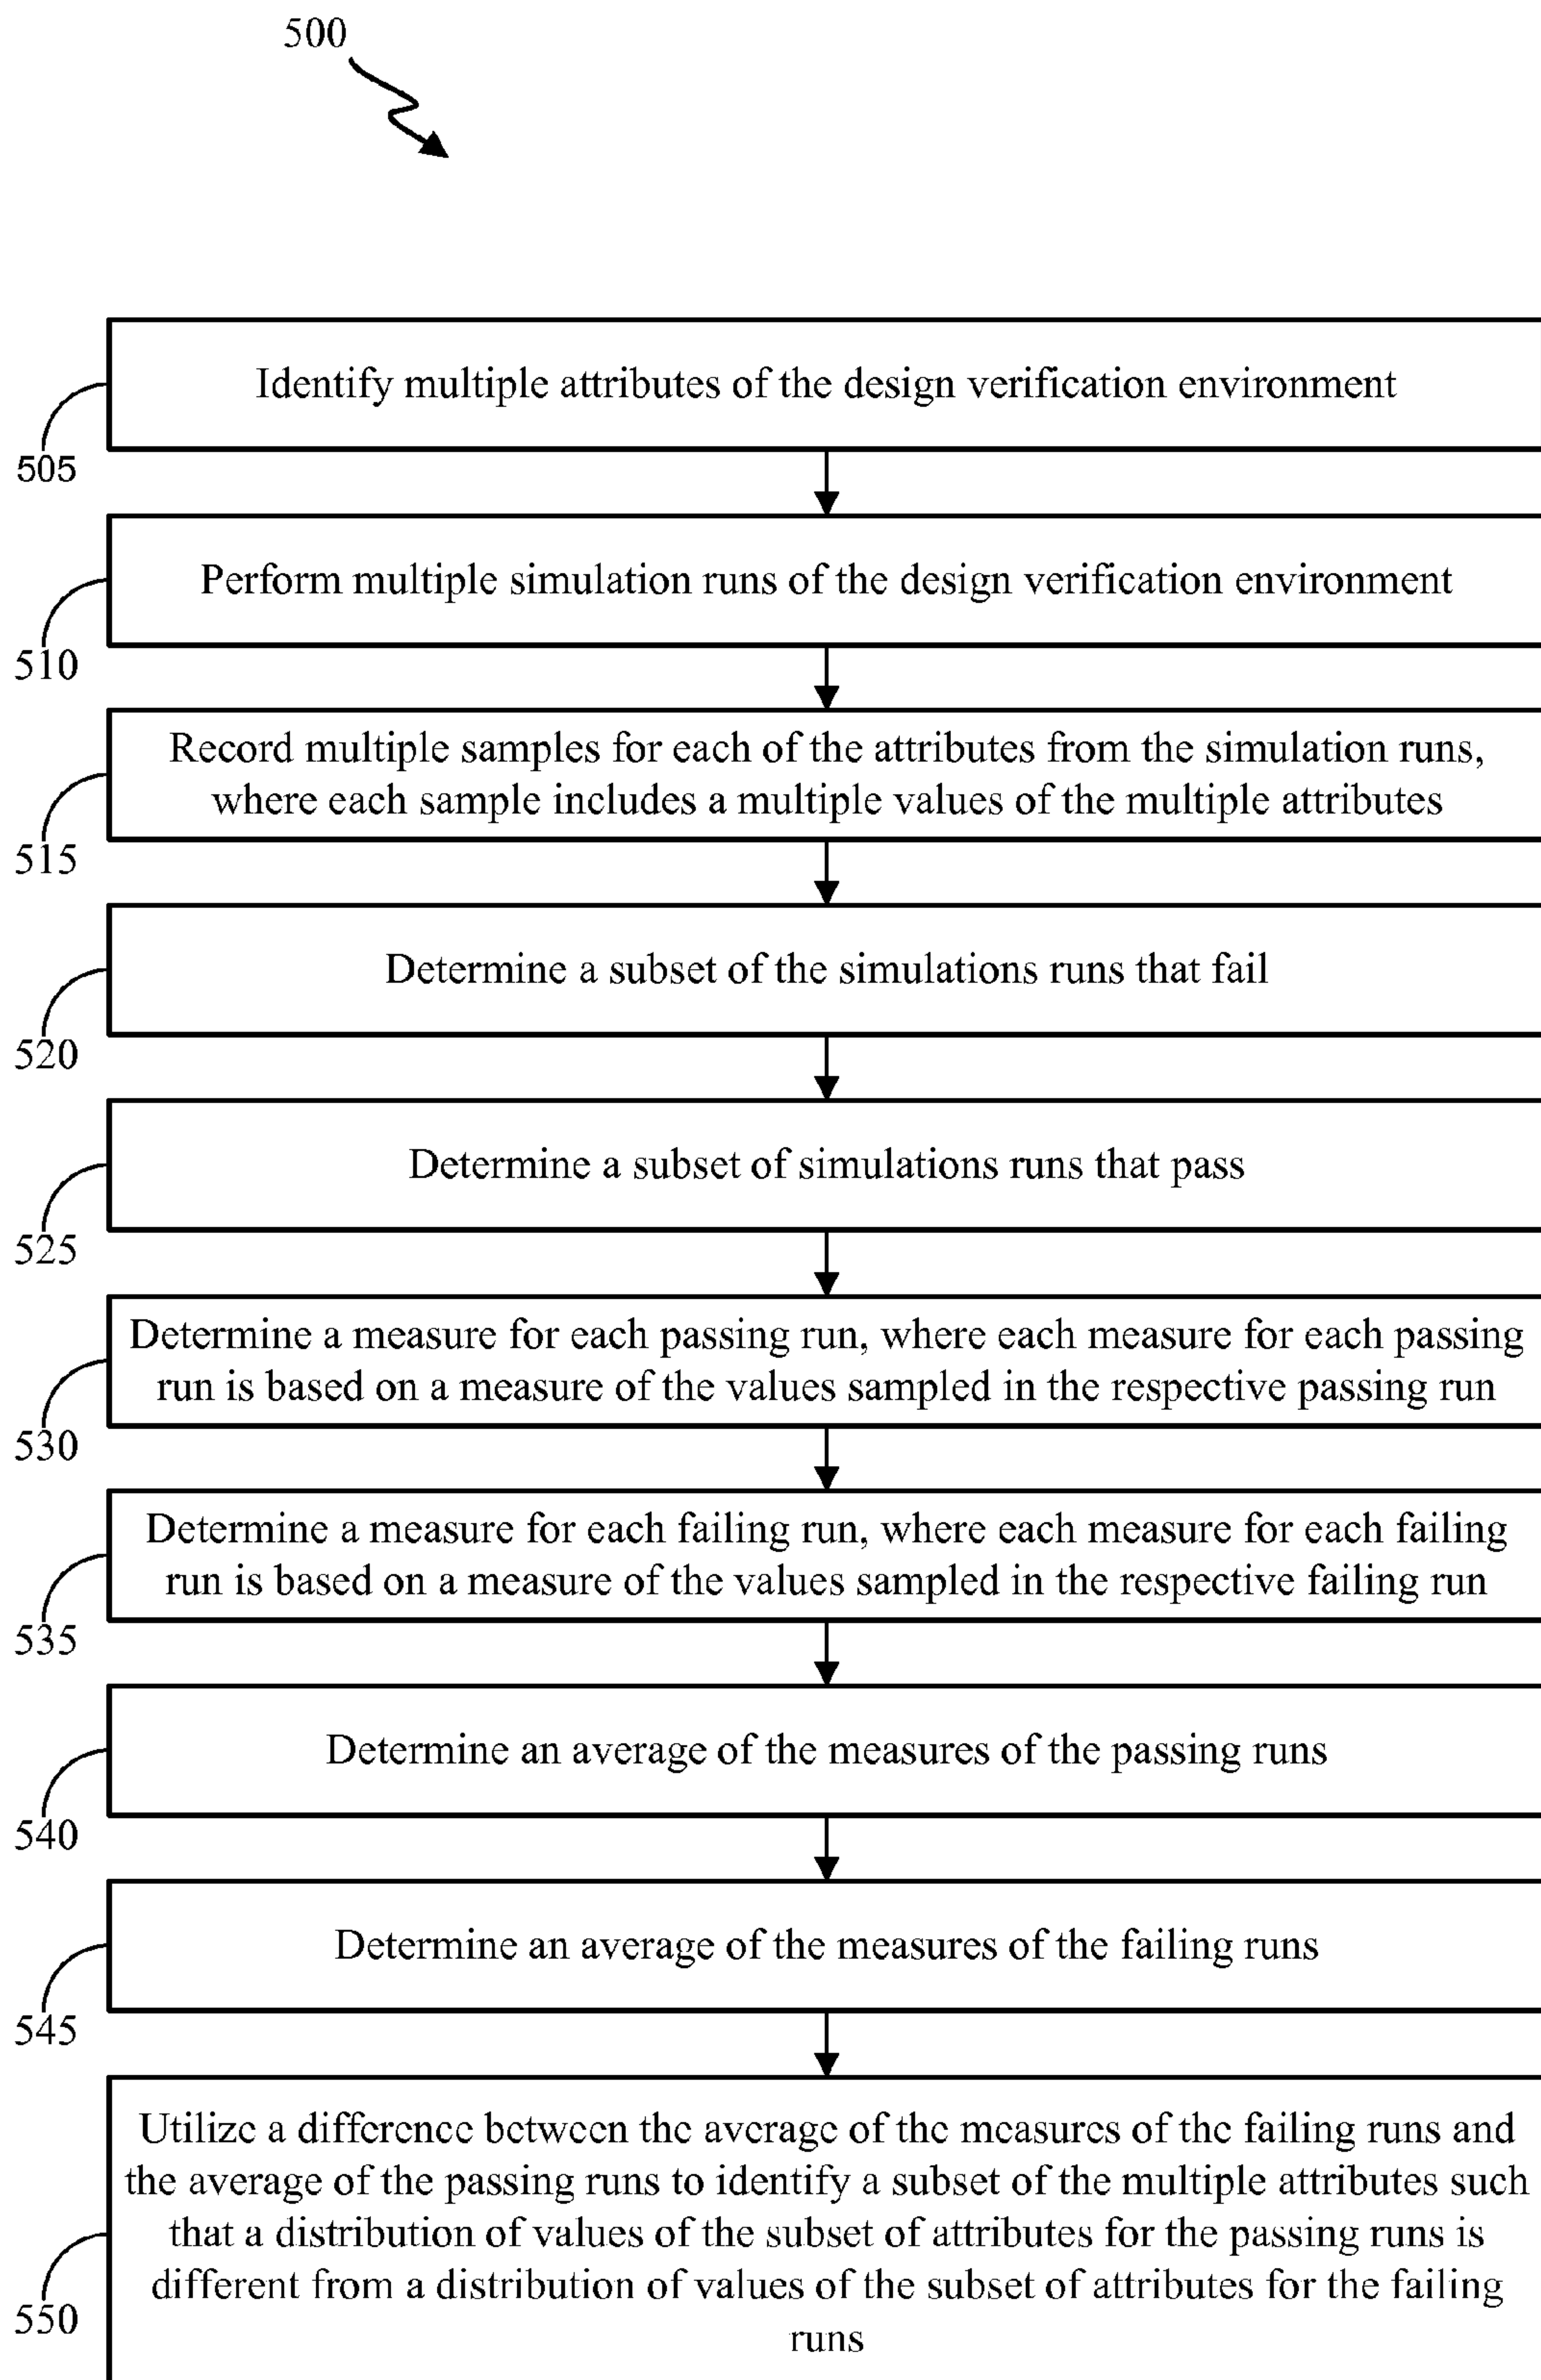 500
Identify multiple attributes of the design verification environment
505
Perform multiple simulation runs of the design verification environment
510
Record multiple samples for each of the attributes from the simulation runs,
where each sample includes a multiple values of the multiple attributes
515
Determine a subset of the simulations runs that fail
520
Determine a subset of simulations runs that pass
525
Determine a measure for each passing run, where each measure for each passing
run is based on a measure of the values sampled in the respective passing run
530
Determine a measure for each failing run, where each measure for each failing
run is based on a measure of the values sampled in the respective failing run
535
Determine an average of the measures of the passing runs
540
Determine an average of the measures of the failing runs
545
Utilize a difference between the average of the measures of the failing runs and
the average of the passing runs to identify a subset of the multiple attributes such
that a distribution of values of the subset of attributes for the passing runs is
different from a distribution of values of the subset of attributes for the failing
runs
550